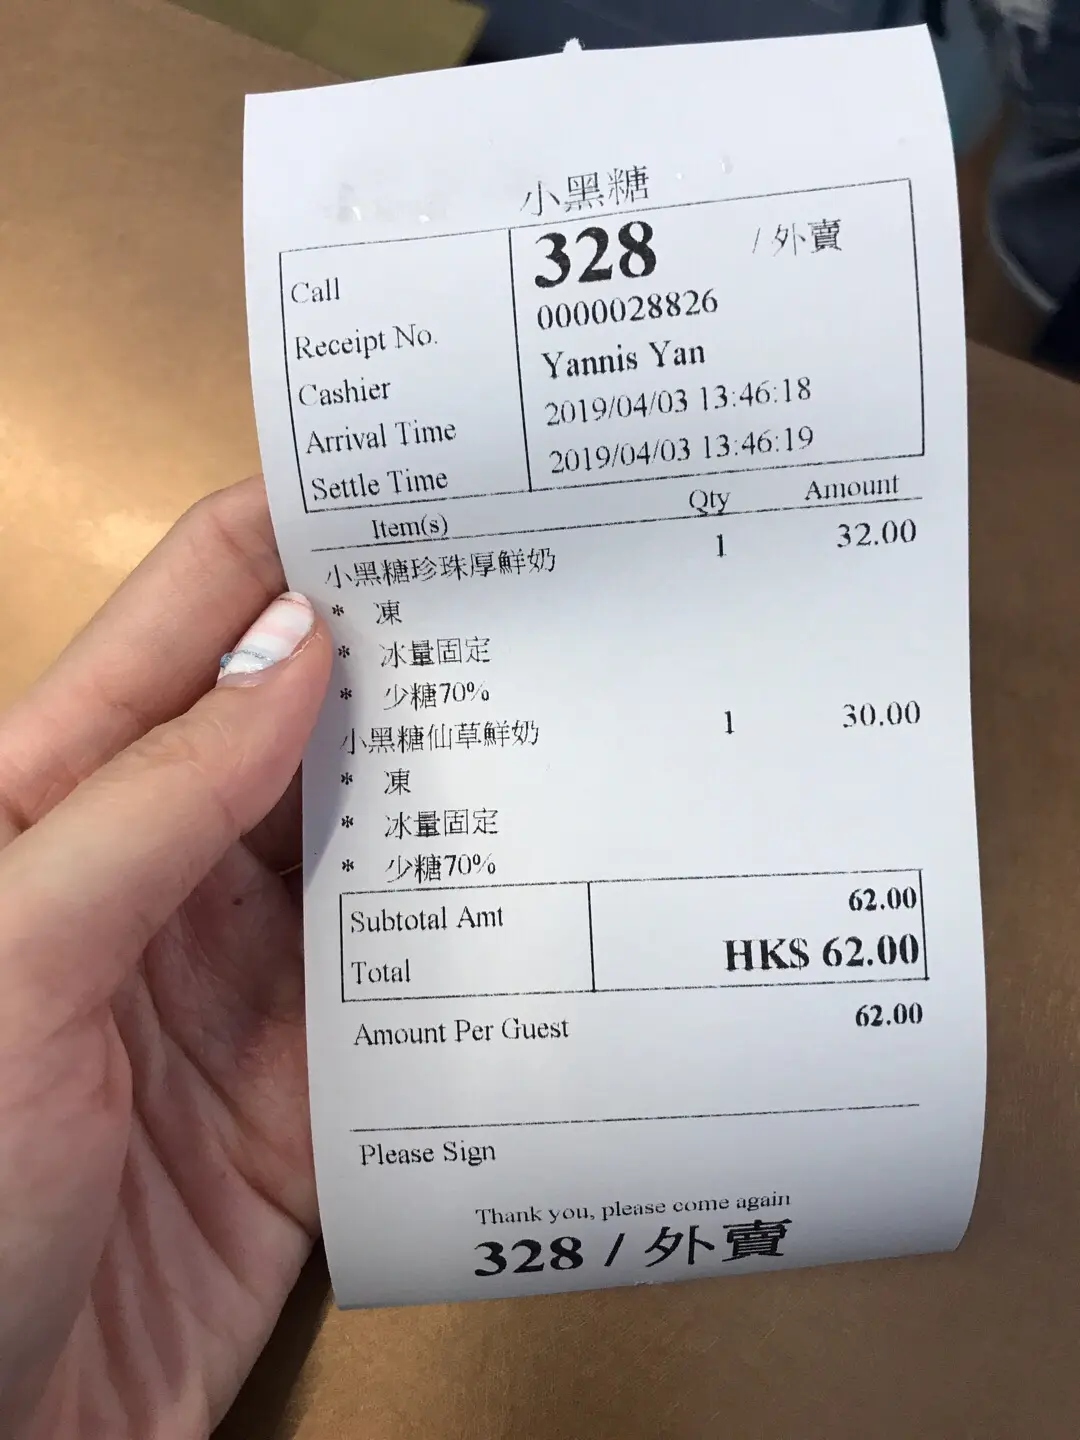 小黑糖
Call 328 / 外賣
Receipt No. 0000028826
Cashier Yannis Yan
Arrival Time 2019/04/03 13:46:18
Settle Time 2019/04/03 13:46:19
Item(s) Qty Amount
小黑糖珍珠厚鮮奶 1 32.00
* 凍
* 冰量固定
* 少糖70%
小黑糖仙草鮮奶 1 30.00
* 凍
* 冰量固定
* 少糖70%
Subtotal Amt 62.00
Total HK$ 62.00
Amount Per Guest 62.00
Please Sign
Thank you, please come again
328 / 外賣